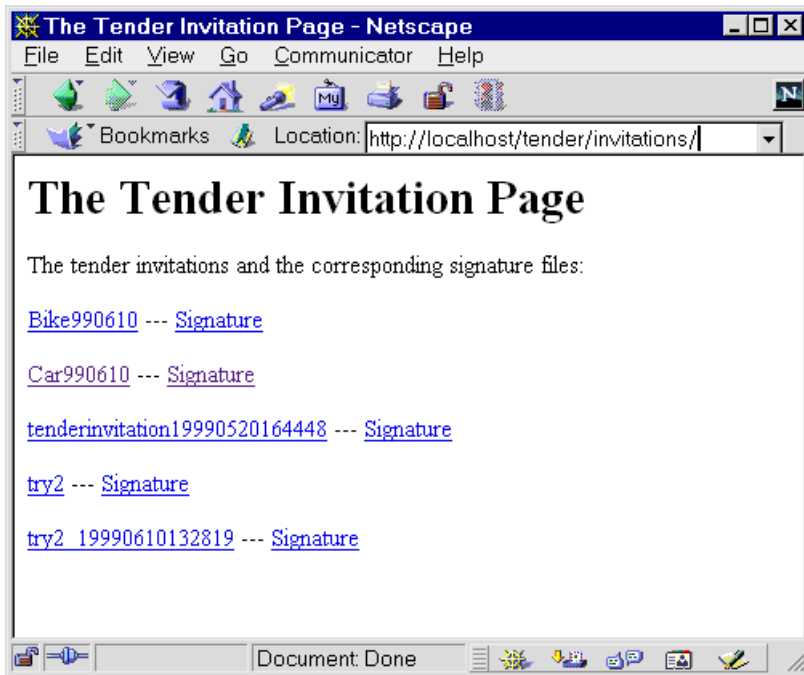 The Tender Invitation Page - Netscape
File Edit View Go Communicator Help
My
N
Bookmarks Location: http://localhost/tender/invitations/
The Tender Invitation Page
The tender invitations and the corresponding signature files:
Bike990610 --- Signature
Car990610 --- Signature
tenderinvitation19990520164448 --- Signature
try2 --- Signature
try2_19990610132819 --- Signature
Document: Done